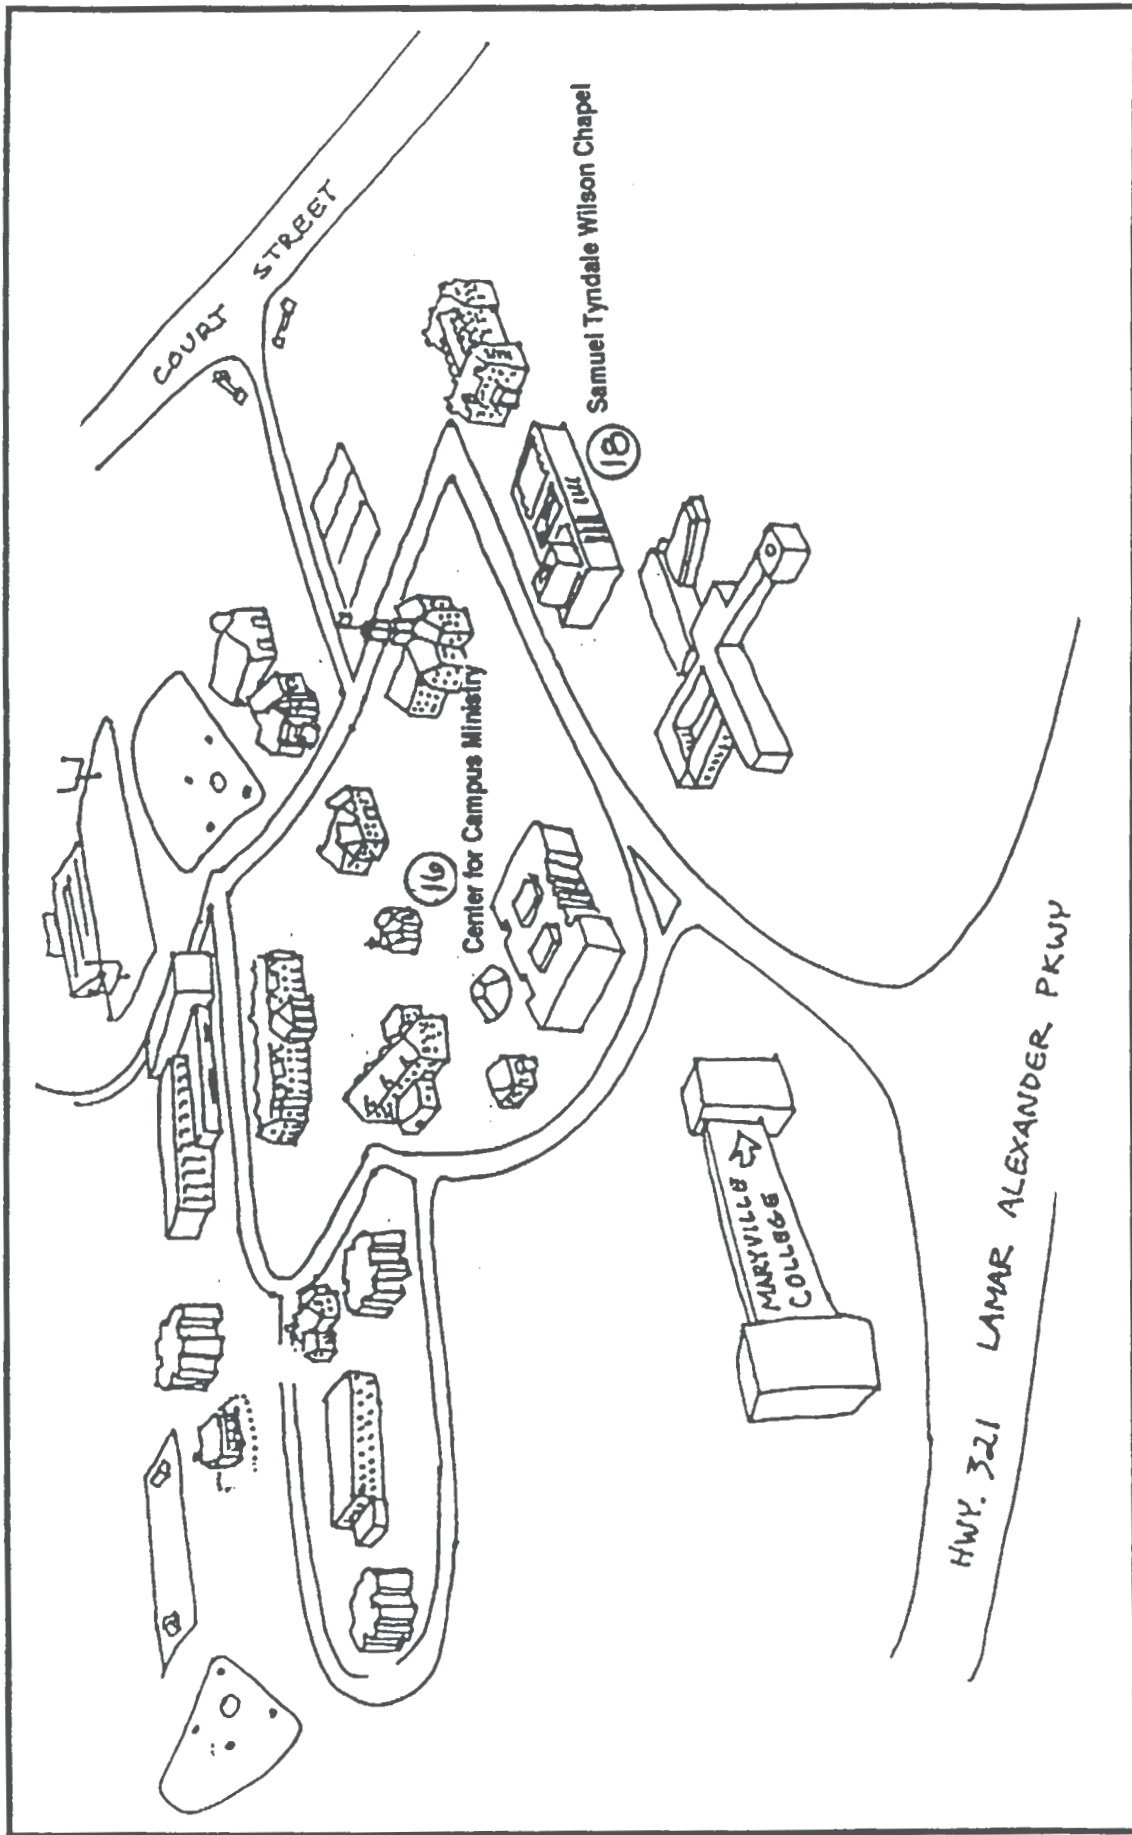 COURT STREET
Samuel Tyndale Wilson Chapel
18
16
Center for Campus Ministry
MARYVILLE
COLLEGE
HWY. 321 LAMAR ALEXANDER PKWY